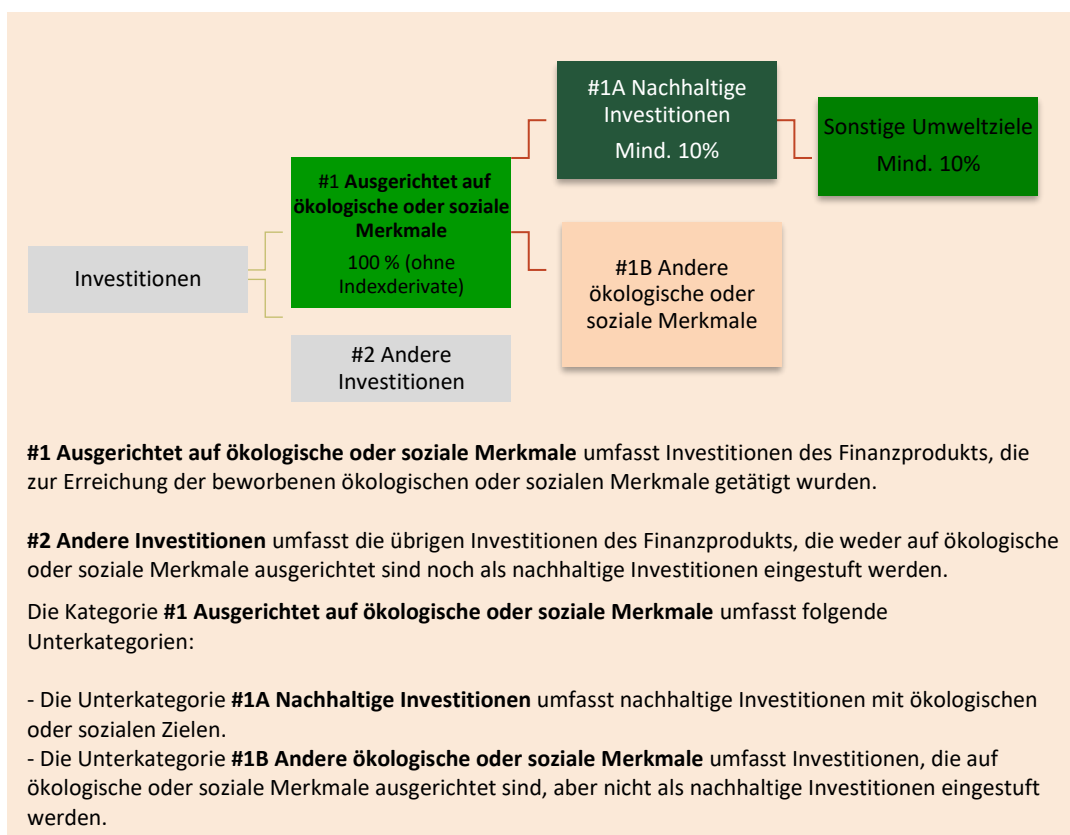 #1A Nachhaltige
Investitionen
Mind. 10%
Sonstige Umweltziele
Mind. 10%
#1 Ausgerichtet auf
ökologische oder soziale
Merkmale
100 % (ohne
Indexderivate)
Investitionen
#1B Andere
ökologische oder
soziale Merkmale
#2 Andere
Investitionen
#1 Ausgerichtet auf ökologische oder soziale Merkmale umfasst Investitionen des Finanzprodukts, die
zur Erreichung der beworbenen ökologischen oder sozialen Merkmale getätigt wurden.
#2 Andere Investitionen umfasst die übrigen Investitionen des Finanzprodukts, die weder auf ökologische
oder soziale Merkmale ausgerichtet sind noch als nachhaltige Investitionen eingestuft werden.
Die Kategorie #1 Ausgerichtet auf ökologische oder soziale Merkmale umfasst folgende
Unterkategorien:
- Die Unterkategorie #1A Nachhaltige Investitionen umfasst nachhaltige Investitionen mit ökologischen
oder sozialen Zielen.
- Die Unterkategorie #1B Andere ökologische oder soziale Merkmale umfasst Investitionen, die auf
ökologische oder soziale Merkmale ausgerichtet sind, aber nicht als nachhaltige Investitionen eingestuft
werden.